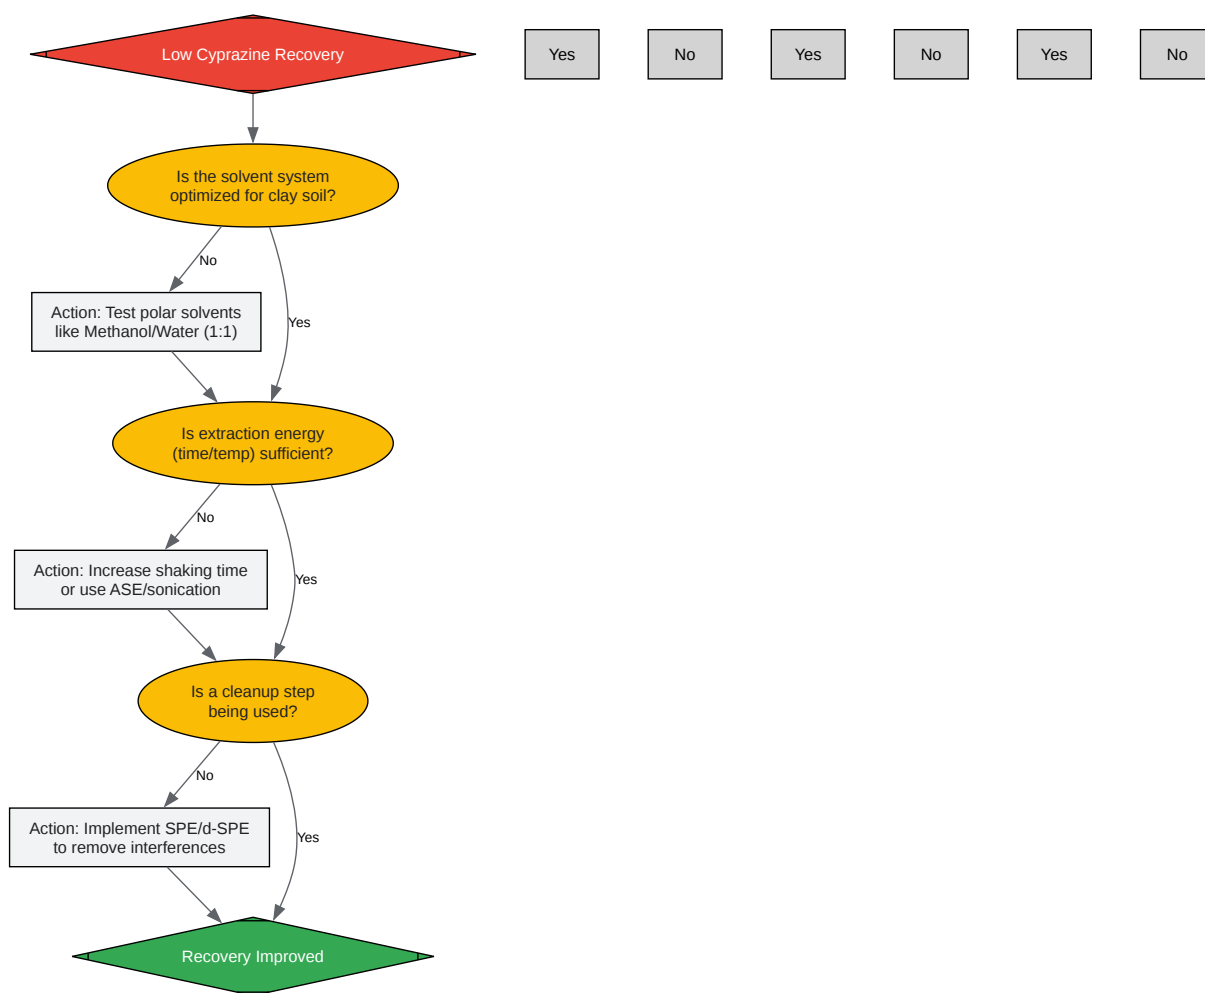 Low Cyprazine Recovery
Yes
No
Yes
No
Yes
No
Is the solvent system
optimized for clay soil?
No
Action: Test polar solvents
like Methanol/Water (1:1)
Yes
Is extraction energy
(time/temp) sufficient?
No
Action: Increase shaking time
or use ASE/sonication
Yes
Is a cleanup step
being used?
No
Action: Implement SPE/d-SPE
to remove interferences
Yes
Recovery Improved